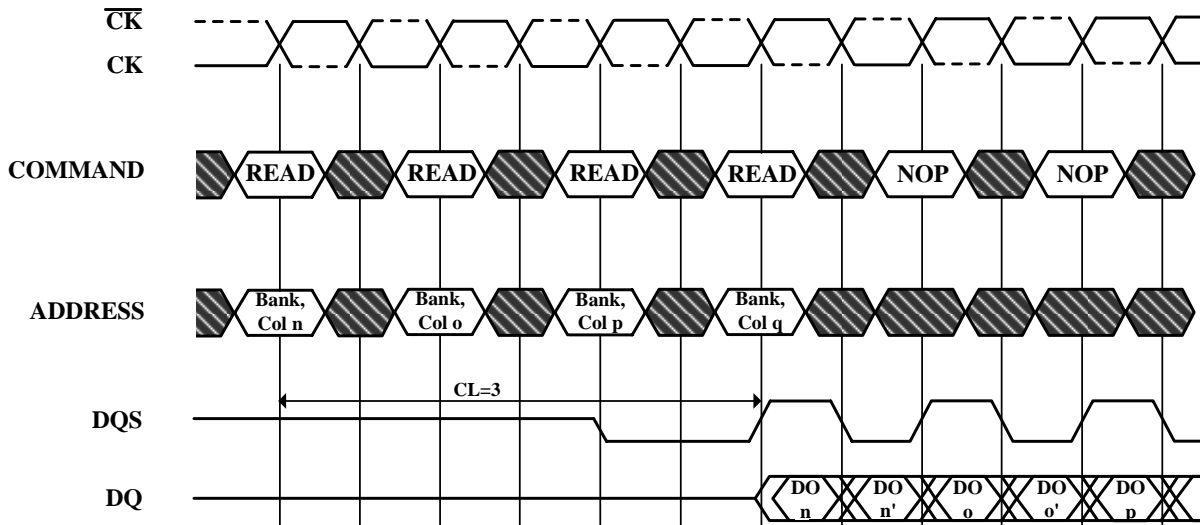 CK
CK
COMMAND
READ READ READ READ NOP NOP
ADDRESS
Bank, Bank, Bank, Bank,
Col n Col o Col p Col q
CL=3
DQS
DQ
DO DO DO DO DO
n n' o o' p